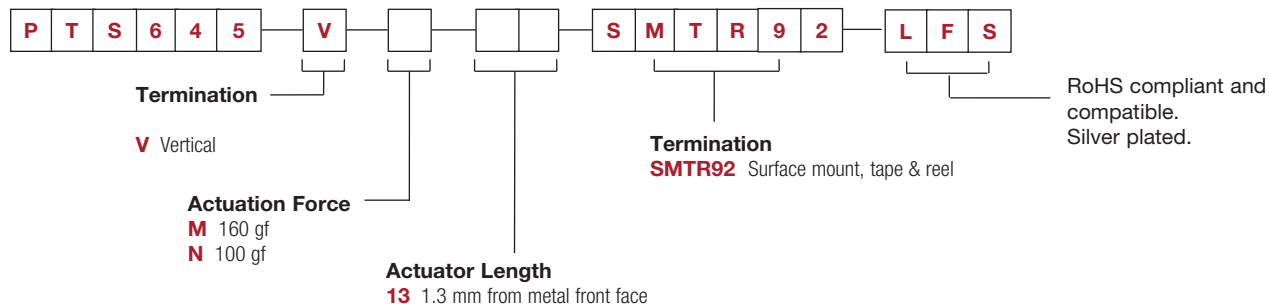 P T S 6 4 5 V S M T R 9 2 L F S
Termination
V Vertical
Actuation Force
M 160 gf
N 100 gf
Actuator Length
13 1.3 mm from metal front face
Termination
SMTR92 Surface mount, tape & reel
RoHS compliant and
compatible.
Silver plated.